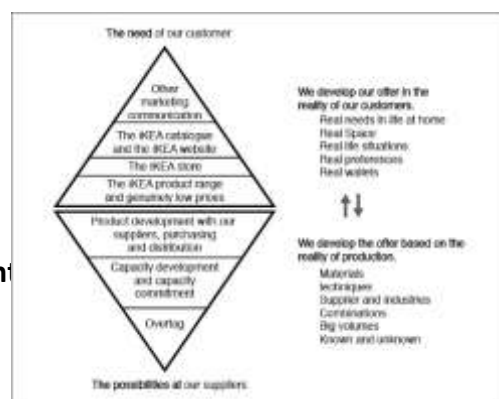 The need of our customer
Other
marketing
communication
The IKEA catalogue
and the IKEA website
The IKEA store
The IKEA product range
and genuinely low prices
Product development with our
suppliers, purchasing
and distribution
Capacity development
and capacity
commitment
The possibilities at our suppliers
We develop our offer in the
reality of our customers.
Real needs in life at home
Real Space
Real life situations
Real preferences
Real wallets
We develop the offer based on the
reality of production.
Materials
techniques
Supplier and industries
Combinations
Big volumes
Known and unknown
nt